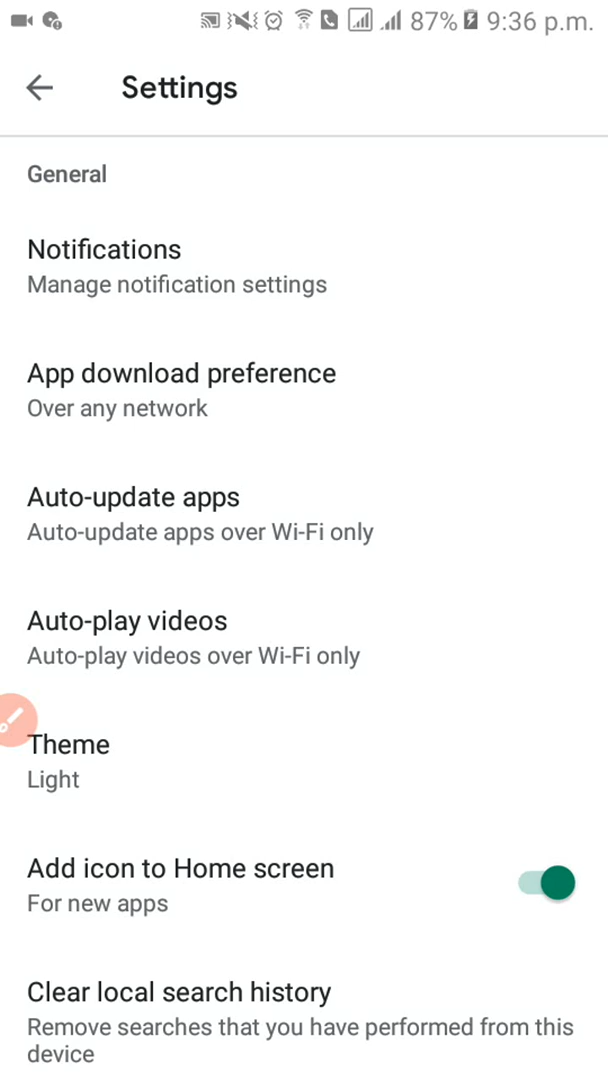 87% 9:36 p.m.
Settings
General
Notifications
Manage notification settings
App download preference
Over any network
Auto-update apps
Auto-update apps over Wi-Fi only
Auto-play videos
Auto-play videos over Wi-Fi only
Theme
Light
Add icon to Home screen
For new apps
Clear local search history
Remove searches that you have performed from this
device